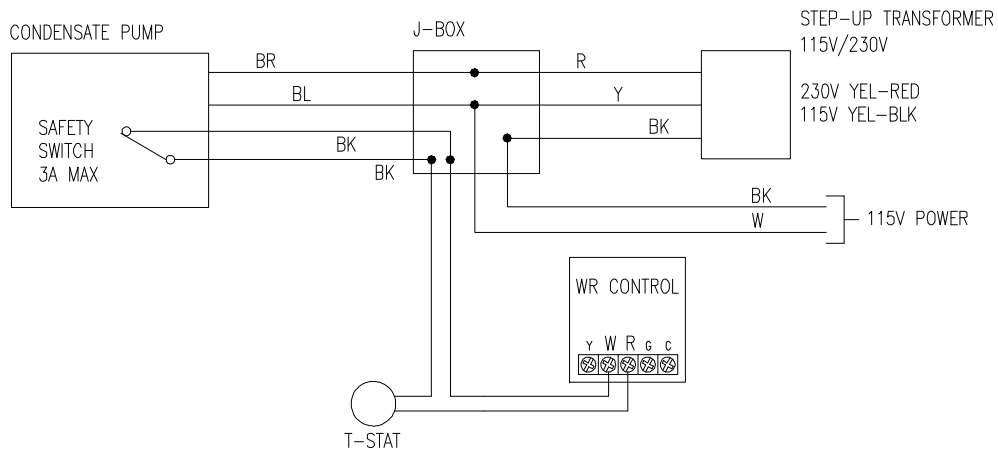 CONDENSATE PUMP
J-BOX
STEP-UP TRANSFORMER
115V/230V
BR
R
BL
Y
230V YEL-RED
115V YEL-BLK
SAFETY
SWITCH
3A MAX
BK
BK
BK
BK
W
115V POWER
WR CONTROL
Y W R G C
T-STAT